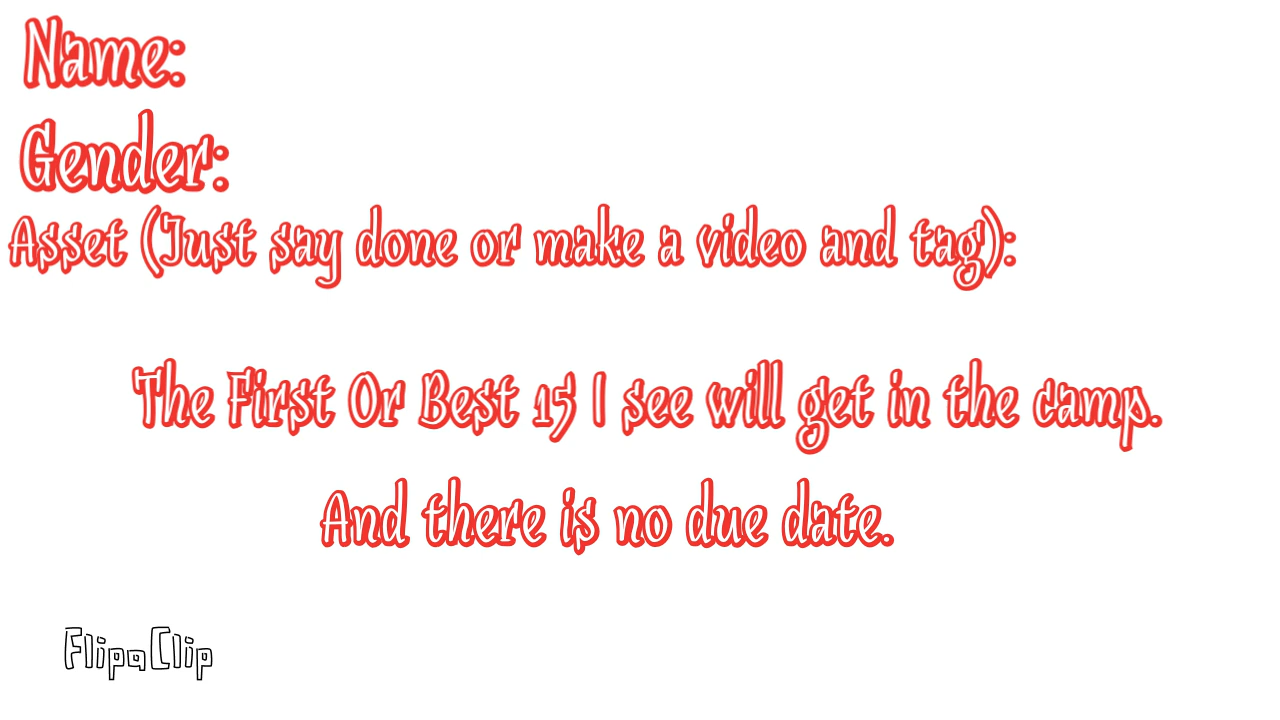 Name:
Gender:
Asset (Just say done or make a video and tag):
The First Or Best 15 I see will get in the camp.
And there is no due date.
FlipaClip